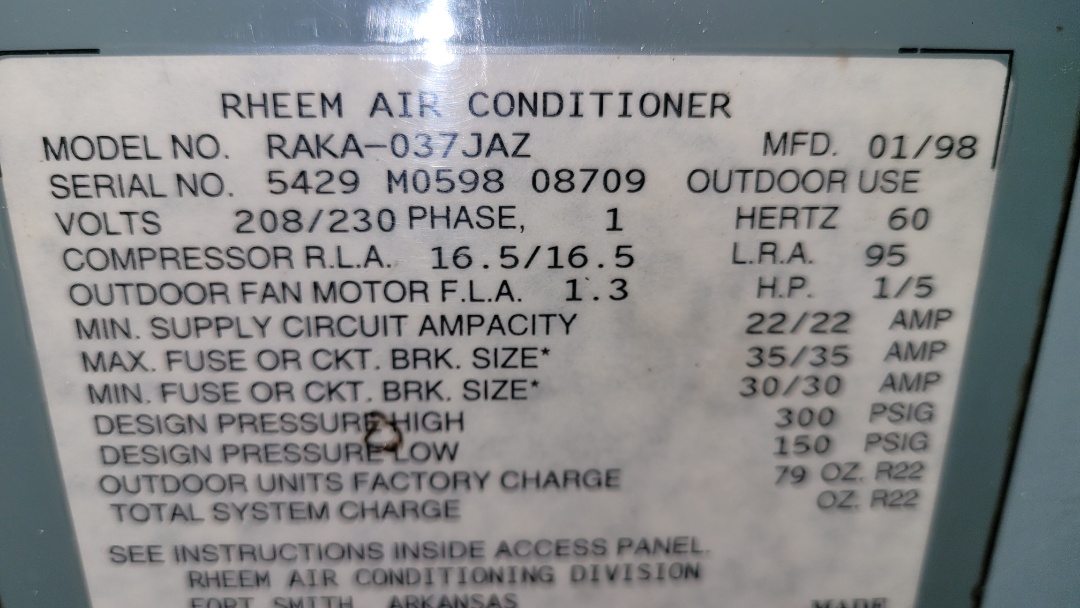 RHEEM AIR CONDITIONER
MODEL NO. RAKA-037JAZ MFD. 01/98
SERIAL NO. 5429 M0598 08709 OUTDOOR USE
VOLTS 208/230 PHASE, 1 HERTZ 60
COMPRESSOR R.L.A. 16.5/16.5 L.R.A. 95
OUTDOOR FAN MOTOR F.L.A. 1.3 H.P. 1/5
MIN. SUPPLY CIRCUIT AMPACITY 22/22 AMP
MAX. FUSE OR CKT. BRK. SIZE* 35/35 AMP
MIN. FUSE OR CKT. BRK. SIZE* 30/30 AMP
DESIGN PRESSURE HIGH 300 PSIG
DESIGN PRESSURE LOW 150 PSIG
OUTDOOR UNITS FACTORY CHARGE 79 OZ. R22
TOTAL SYSTEM CHARGE OZ. R22
SEE INSTRUCTIONS INSIDE ACCESS PANEL.
RHEEM AIR CONDITIONING DIVISION
FORT SMITH, ARKANSAS MADE